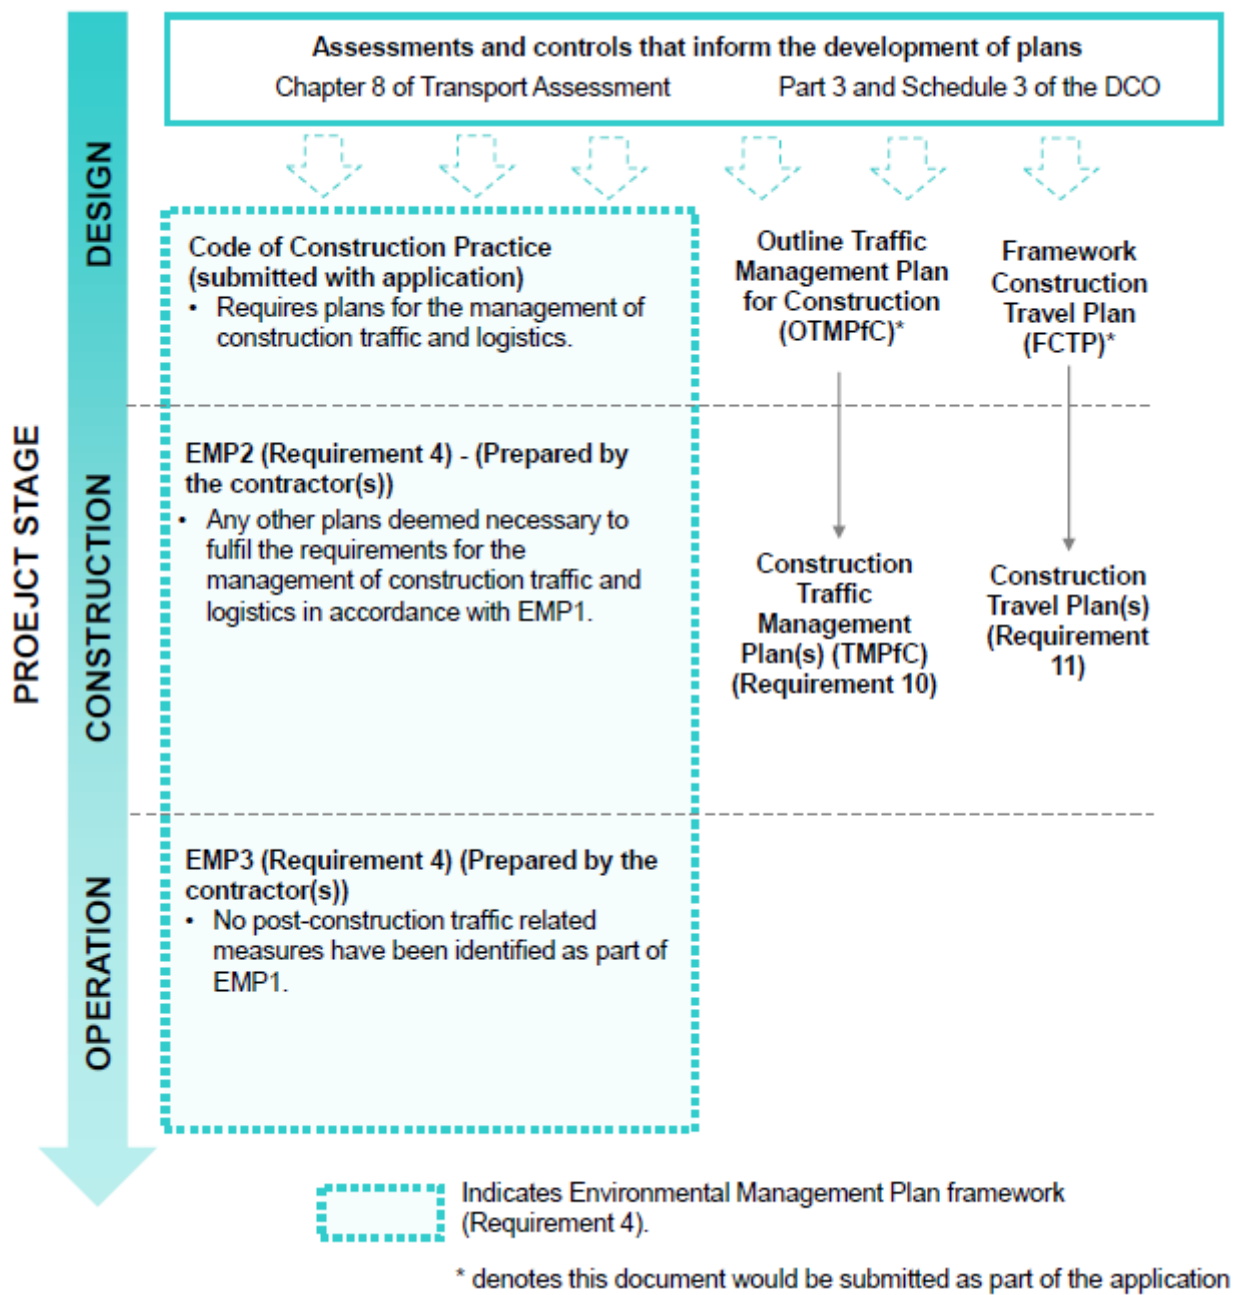 Assessments and controls that inform the development of plans
Chapter 8 of Transport Assessment
Part 3 and Schedule 3 of the DCO
PROEJCT STAGE
DESIGN
Code of Construction Practice
(submitted with application)
• Requires plans for the management of
construction traffic and logistics.
Outline Traffic
Management Plan
for Construction
(OTMPfC)*
Framework
Construction
Travel Plan
(FCTP)*
CONSTRUCTION
EMP2 (Requirement 4) - (Prepared by
the contractor(s))
• Any other plans deemed necessary to
fulfil the requirements for the
management of construction traffic and
logistics in accordance with EMP1.
Construction
Traffic
Management
Plan(s) (TMPfC)
(Requirement 10)
Construction
Travel Plan(s)
(Requirement
11)
OPERATION
EMP3 (Requirement 4) (Prepared by the
contractor(s))
• No post-construction traffic related
measures have been identified as part of
EMP1.
Indicates Environmental Management Plan framework
(Requirement 4).
* denotes this document would be submitted as part of the application